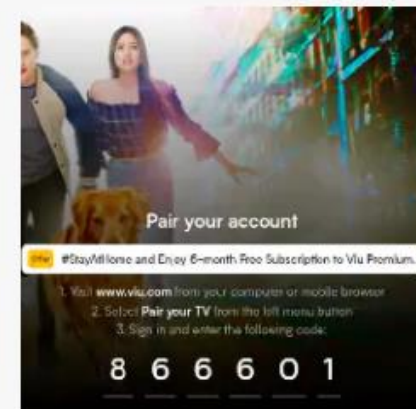 Pair your account
Offer #StayAtHome and Enjoy 6-month Free Subscription to Viu Premium.
1. Visit www.viu.com from your computer or mobile browser
2. Select Pair your TV from the left menu button
3. Sign in and enter the following code:
8 6 6 6 0 1